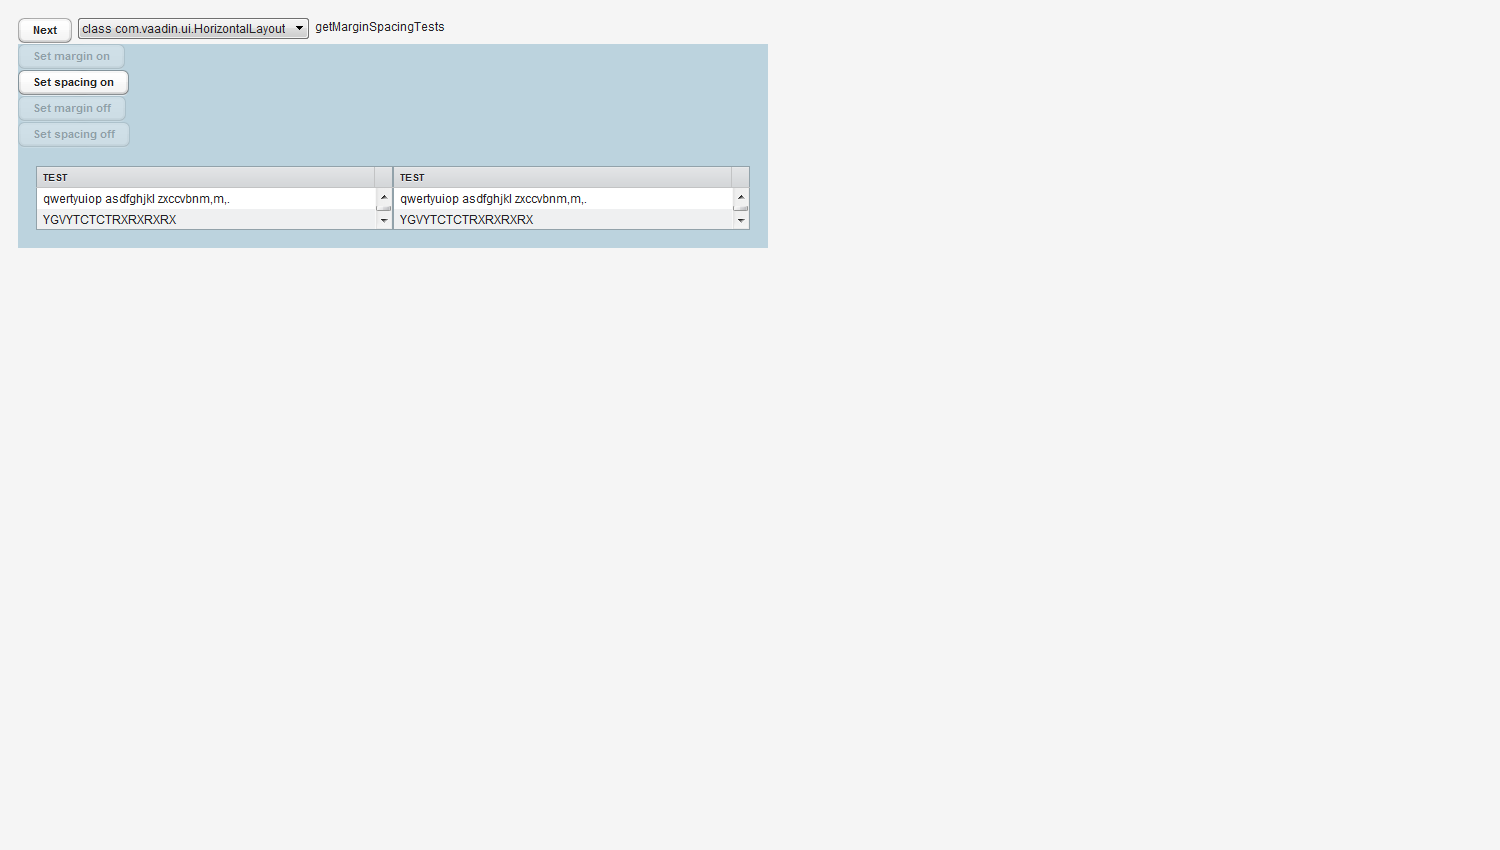 Next class com.vaadin.ui.HorizontalLayout getMarginSpacingTests
Set margin on
Set spacing on
Set margin off
Set spacing off
TEST TEST
qwertyuiop asdfghjkl zxccvbnm,m,. qwertyuiop asdfghjkl zxccvbnm,m,.
YGVYTCTCTRXRXRXRX YGVYTCTCTRXRXRXRX